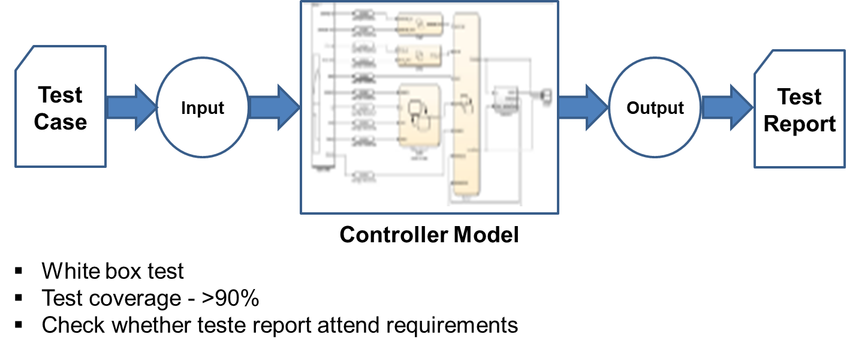 Test
Case
Input
Output
Test
Report
Controller Model
▪ White box test
▪ Test coverage - >90%
▪ Check whether teste report attend requirements